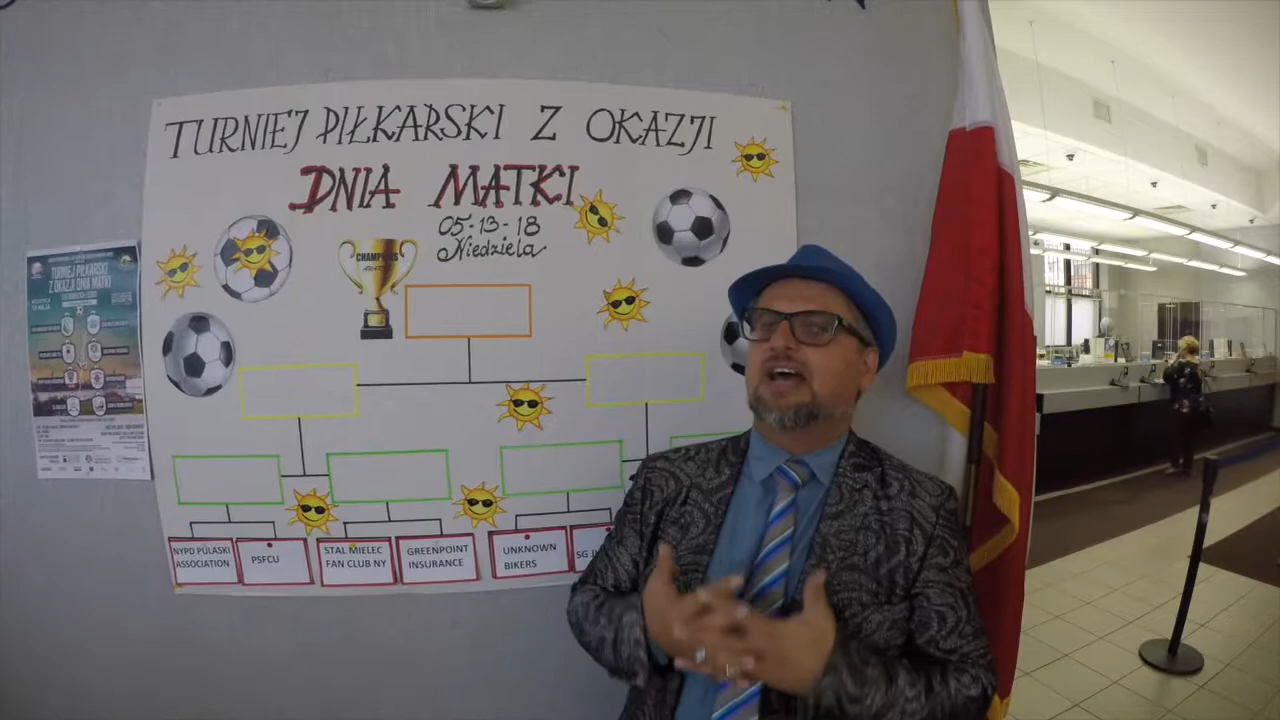 TURNIEJ PIŁKARSKI Z OKAZJI
DNIA MATKI
05-13-18
Niedziela
CHAMPIONS
TURNIEJ PIŁKARSKI
Z OKAZJI DNIA MATKI
NYPD PULASKI
ASSOCIATION
PSFCU
STAL MIELEC
FAN CLUB NY
GREENPOINT
INSURANCE
UNKNOWN
BIKERS
SG